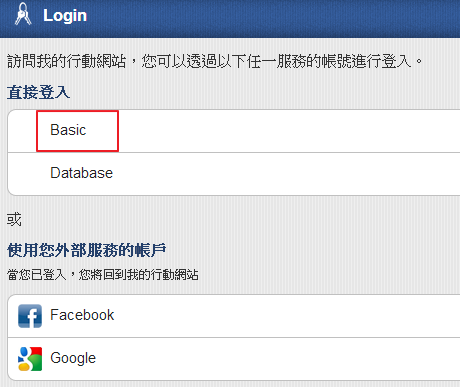 Login
訪問我的行動網站，您可以透過以下任一服務的帳號進行登入。
直接登入
Basic
Database
或
使用您外部服務的帳戶
當您已登入，您將回到我的行動網站
Facebook
Google